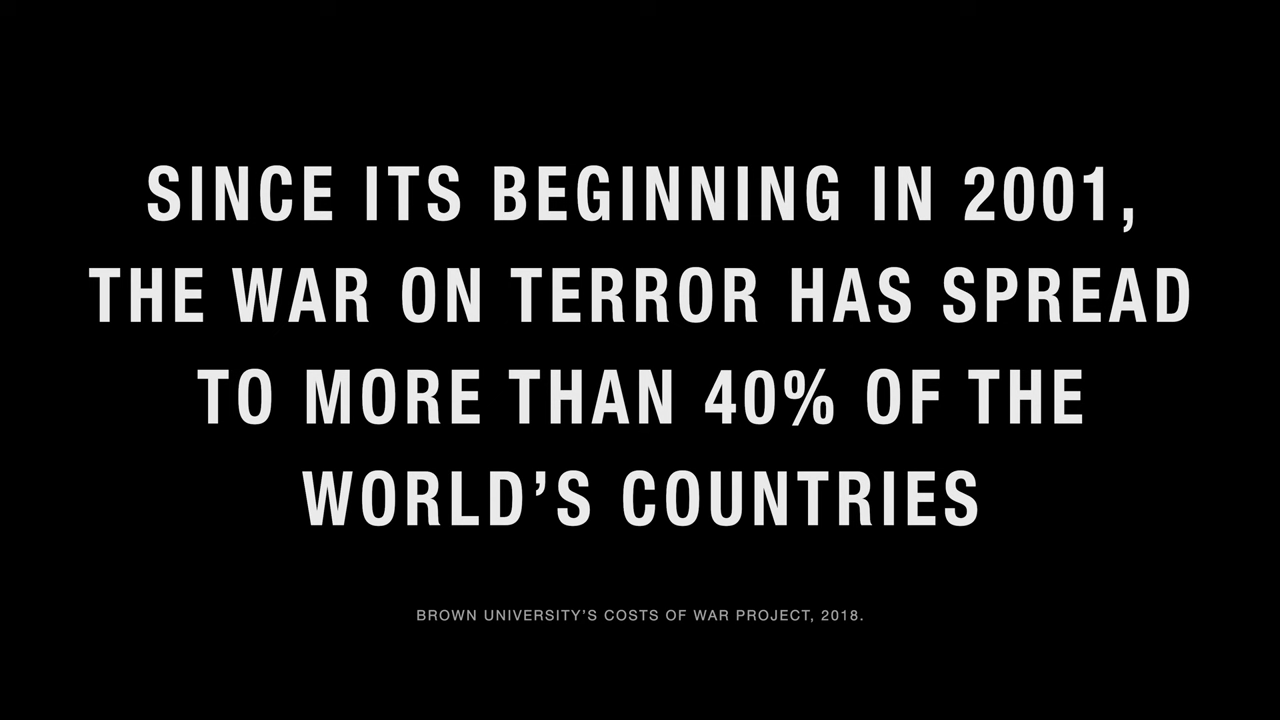 SINCE ITS BEGINNING IN 2001,
THE WAR ON TERROR HAS SPREAD
TO MORE THAN 40% OF THE
WORLD’S COUNTRIES
BROWN UNIVERSITY’S COSTS OF WAR PROJECT, 2018.